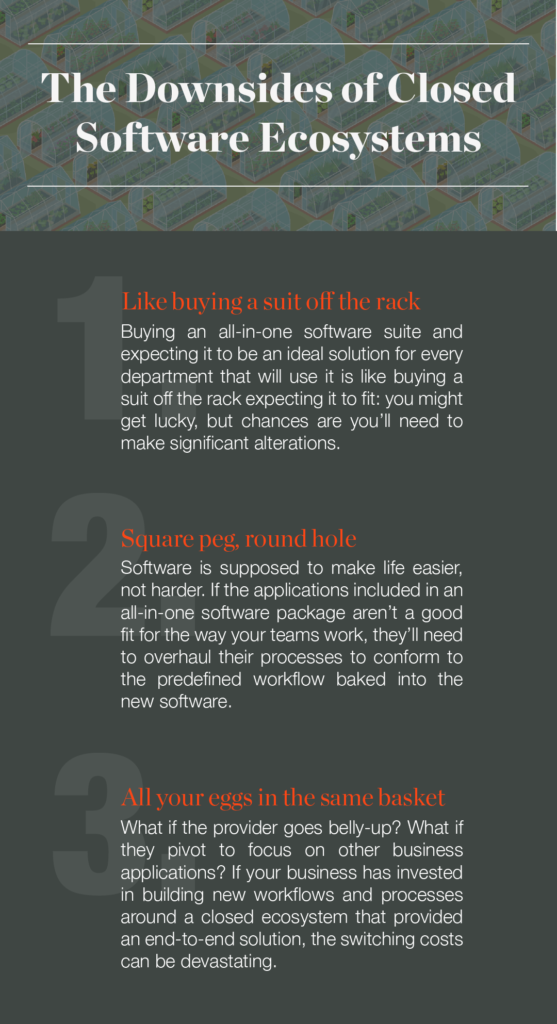 The Downsides of Closed
Software Ecosystems
1.
Like buying a suit off the rack
Buying an all-in-one software suite and
expecting it to be an ideal solution for every
department that will use it is like buying a
suit off the rack expecting it to fit: you might
get lucky, but chances are you’ll need to
make significant alterations.
2.
Square peg, round hole
Software is supposed to make life easier,
not harder. If the applications included in an
all-in-one software package aren’t a good
fit for the way your teams work, they’ll need
to overhaul their processes to conform to
the predefined workflow baked into the
new software.
3.
All your eggs in the same basket
What if the provider goes belly-up? What if
they pivot to focus on other business
applications? If your business has invested
in building new workflows and processes
around a closed ecosystem that provided
an end-to-end solution, the switching costs
can be devastating.